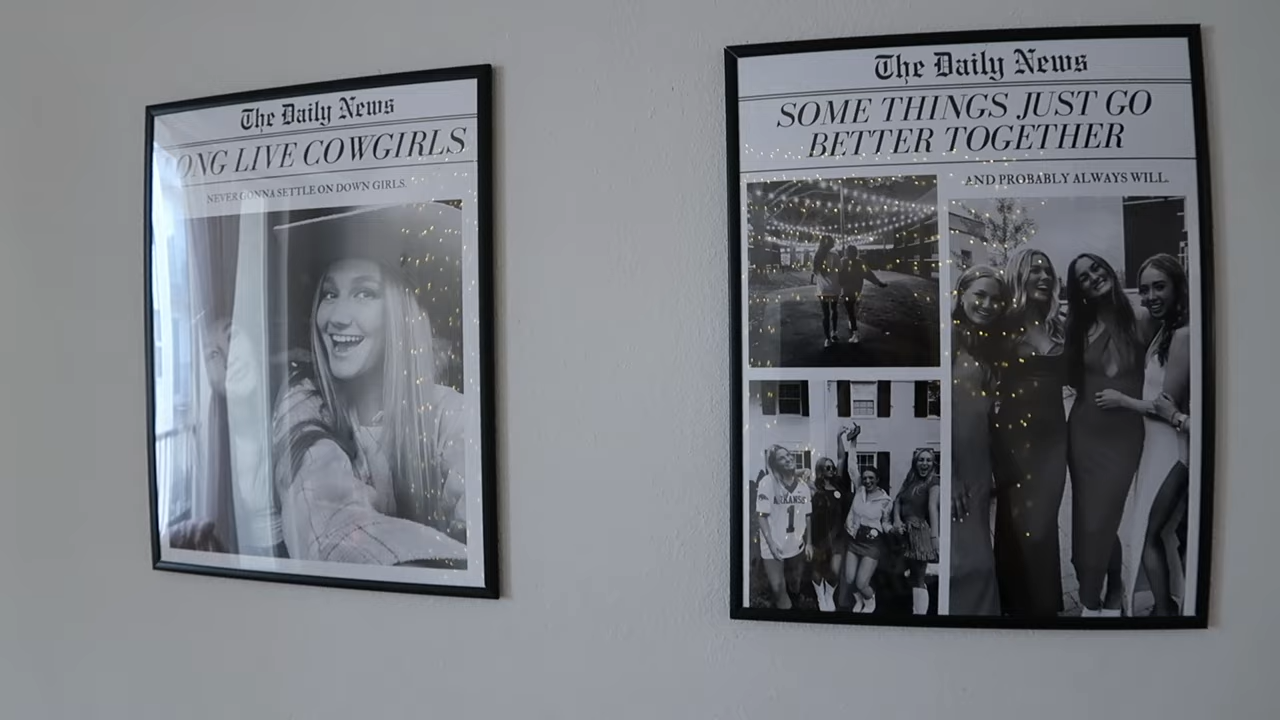 The Daily News
ONG LIVE COWGIRLS
NEVER GONNA SETTLE ON DOWN GIRLS.
The Daily News
SOME THINGS JUST GO
BETTER TOGETHER
AND PROBABLY ALWAYS WILL.
ARKANSAS
1